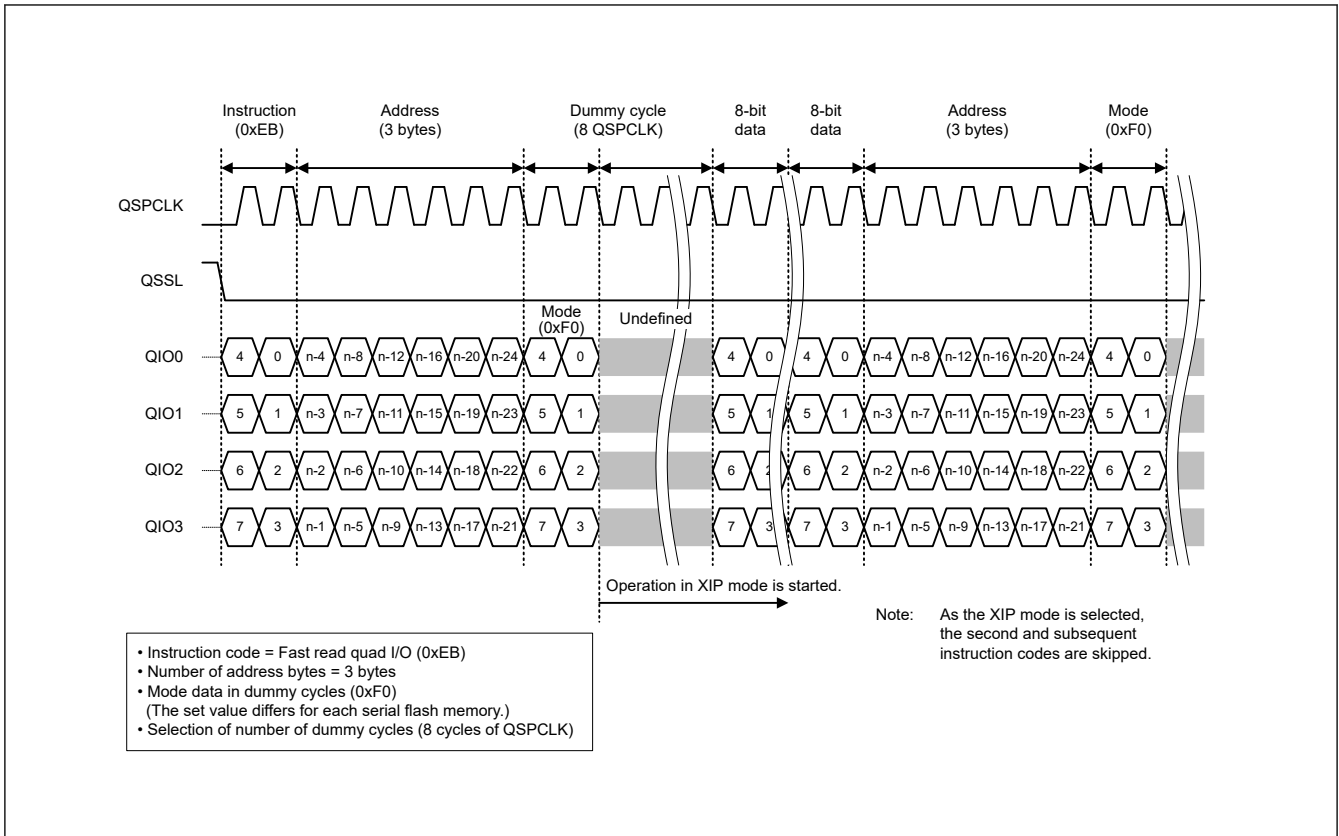 Instruction
(0xEB)
Address
(3 bytes)
Dummy cycle
(8 QSPCLK)
8-bit
data
8-bit
data
Address
(3 bytes)
Mode
(0xF0)
QSPCLK
QSSL
Mode
(0xF0)
Undefined
QIO0 4 0 n-4 n-8 n-12 n-16 n-20 n-24 4 0 4 0 4 0 n-4 n-8 n-12 n-16 n-20 n-24 4 0
QIO1 5 1 n-3 n-7 n-11 n-15 n-19 n-23 5 1 5 1 5 1 n-3 n-7 n-11 n-15 n-19 n-23 5 1
QIO2 6 2 n-2 n-6 n-10 n-14 n-18 n-22 6 2 6 2 6 2 n-2 n-6 n-10 n-14 n-18 n-22 6 2
QIO3 7 3 n-1 n-5 n-9 n-13 n-17 n-21 7 3 7 3 7 3 n-1 n-5 n-9 n-13 n-17 n-21 7 3
Operation in XIP mode is started.
Note: As the XIP mode is selected,
the second and subsequent
instruction codes are skipped.
• Instruction code = Fast read quad I/O (0xEB)
• Number of address bytes = 3 bytes
• Mode data in dummy cycles (0xF0)
(The set value differs for each serial flash memory.)
• Selection of number of dummy cycles (8 cycles of QSPCLK)